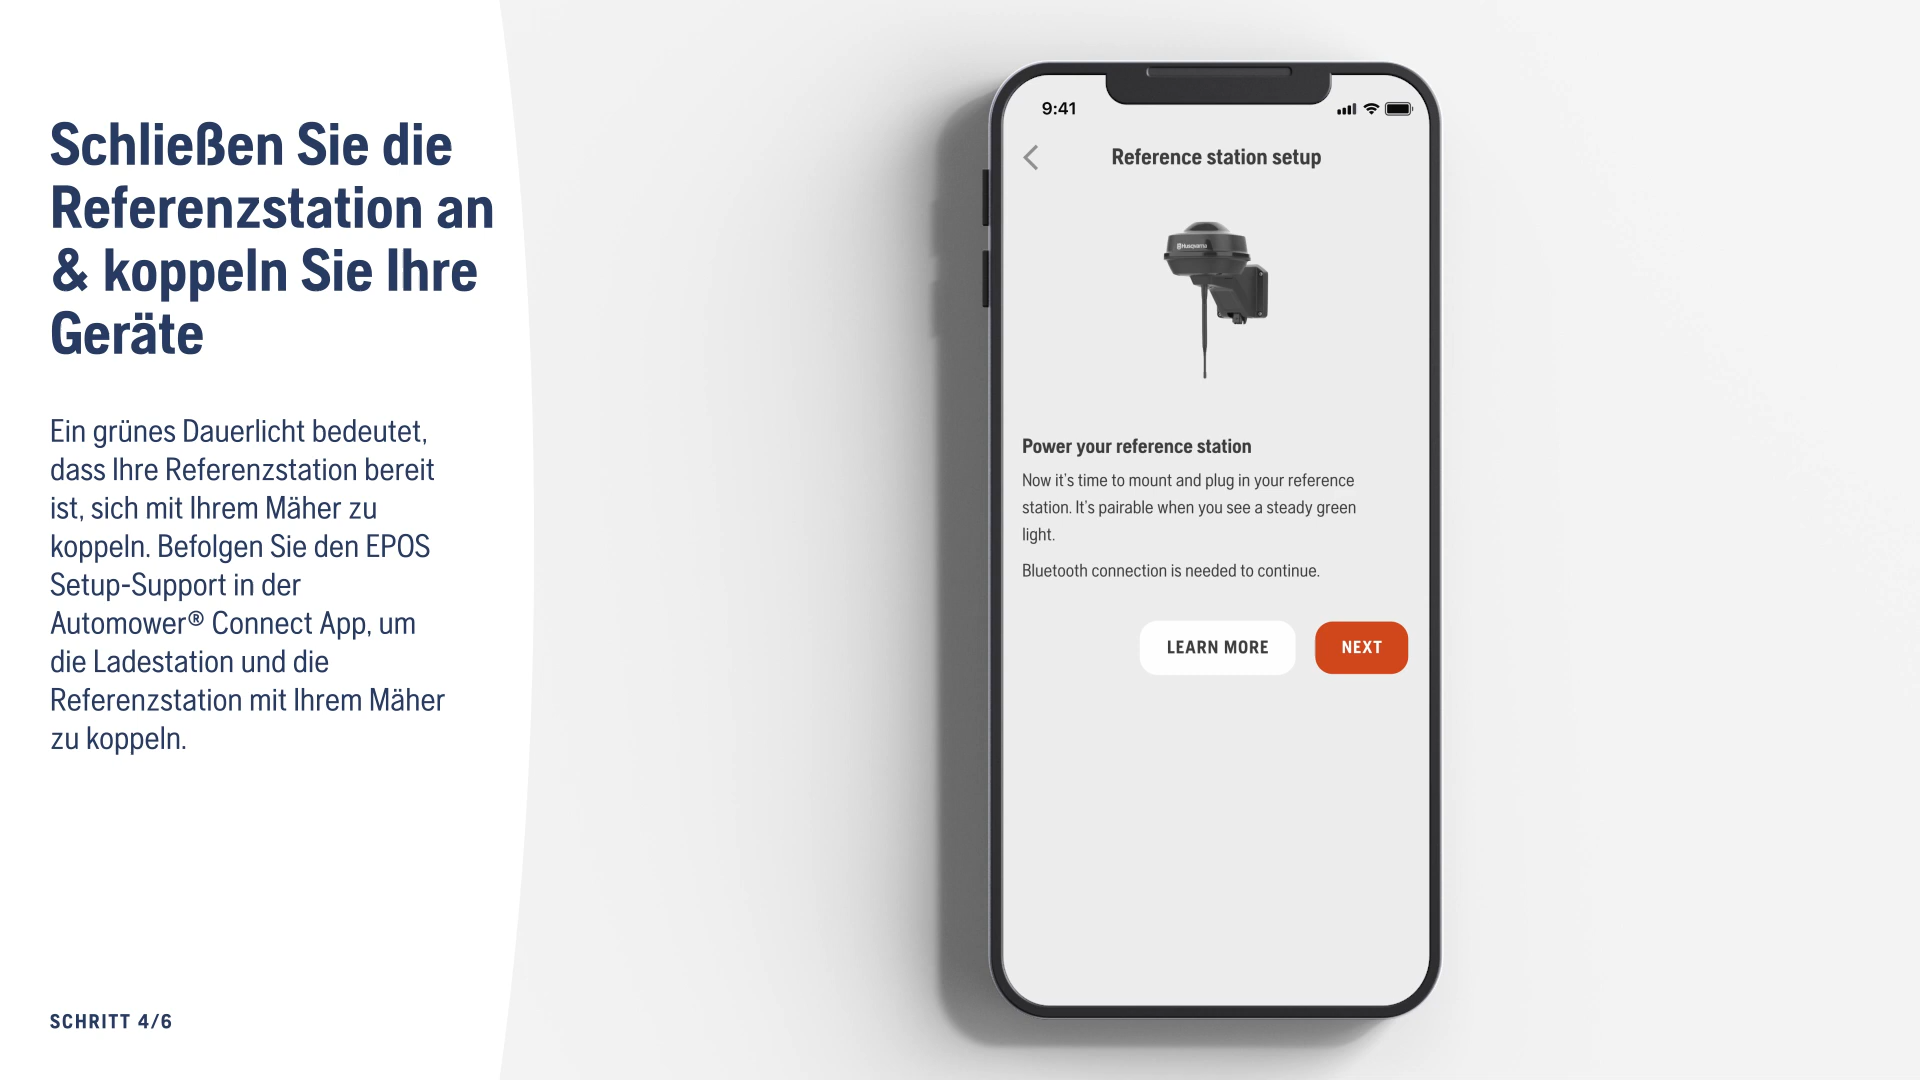 Schließen Sie die
Referenzstation an
& koppeln Sie Ihre
Geräte
Ein grünes Dauerlicht bedeutet,
dass Ihre Referenzstation bereit
ist, sich mit Ihrem Mäher zu
koppeln. Befolgen Sie den EPOS
Setup-Support in der
Automower® Connect App, um
die Ladestation und die
Referenzstation mit Ihrem Mäher
zu koppeln.
SCHRITT 4/6
9:41
Reference station setup
Husqvarna
Power your reference station
Now it's time to mount and plug in your reference
station. It's pairable when you see a steady green
light.
Bluetooth connection is needed to continue.
LEARN MORE
NEXT